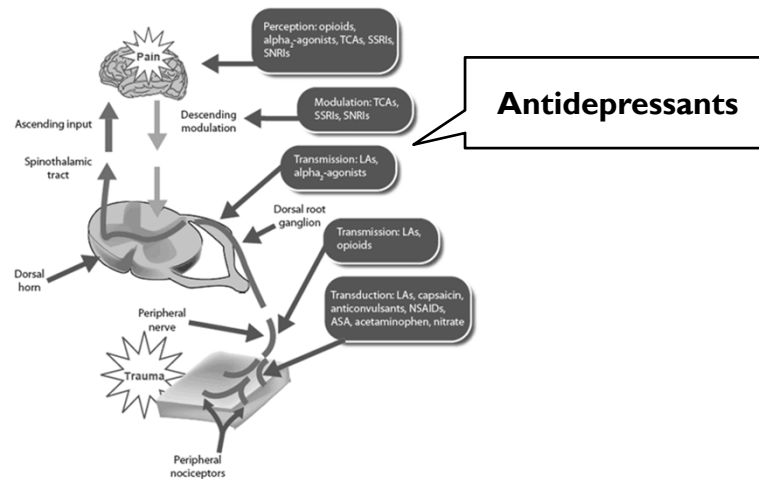 Perception: opioids,
alpha₂-agonists, TCAs, SSRIs,
SNRIs
Pain
Antidepressants
Modulation: TCAs,
SSRIs, SNRIs
Descending
modulation
Ascending input
Spinothalamic
tract
Transmission: LAs,
alpha₂-agonists
Dorsal root
ganglion
Transmission: LAs,
opioids
Dorsal
horn
Transduction: LAs, capsaicin,
anticonvulsants, NSAIDs,
ASA, acetaminophen, nitrate
Peripheral
nerve
Trauma
Peripheral
nociceptors